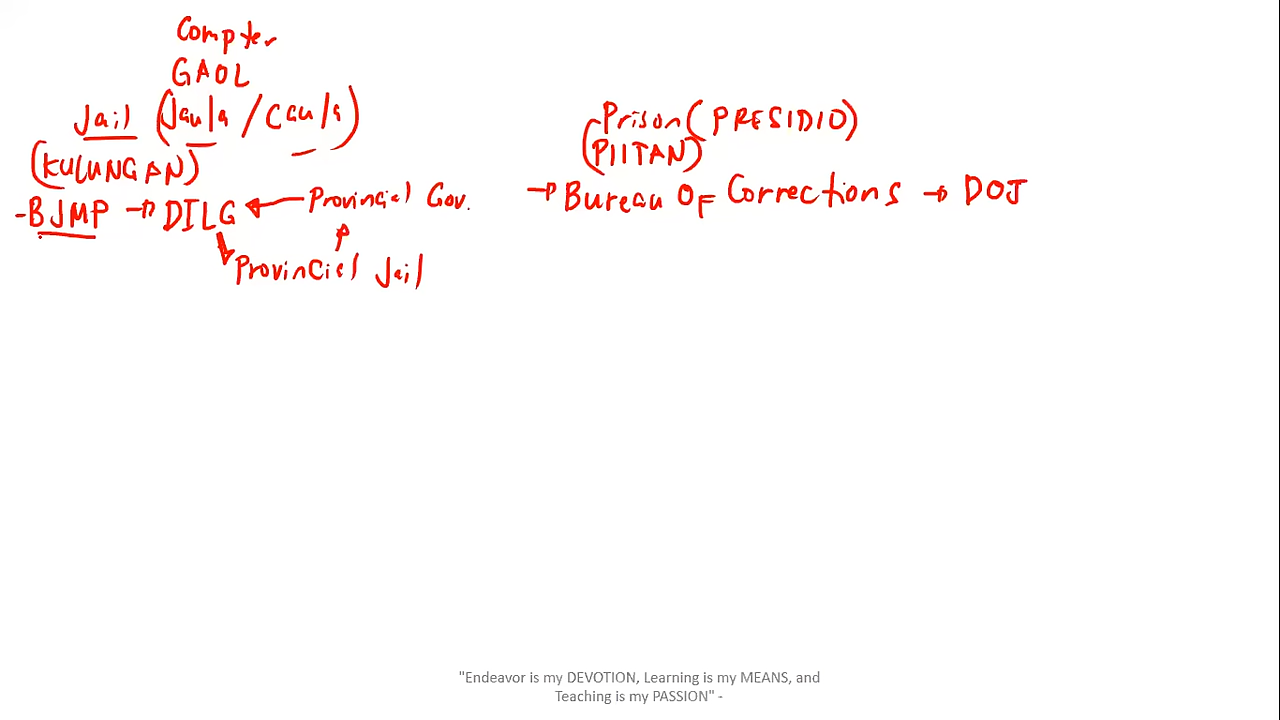 Compter
GAOL
Jail (Jaula / Caula)
(KULUNGAN)
-BJMP → DILG ← Provincial Gov.
Provincial Jail
Prison (PRESIDIO)
(PIITAN)
→ Bureau OF Corrections → DOJ
"Endeavor is my DEVOTION, Learning is my MEANS, and
Teaching is my PASSION" -